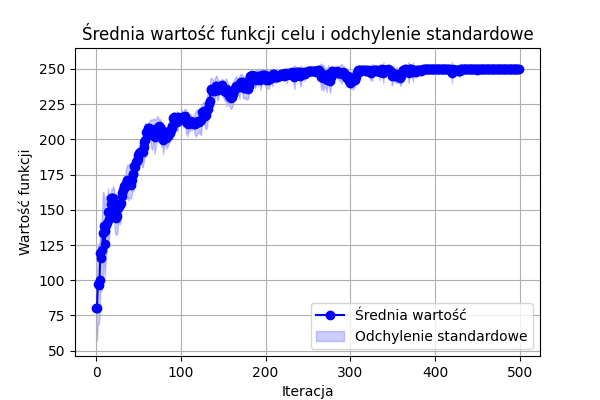 Średnia wartość funkcji celu i odchylenie standardowe
Wartość funkcji
250
225
200
175
150
125
100
75
50
0 100 200 300 400 500
Iteracja
Średnia wartość
Odchylenie standardowe